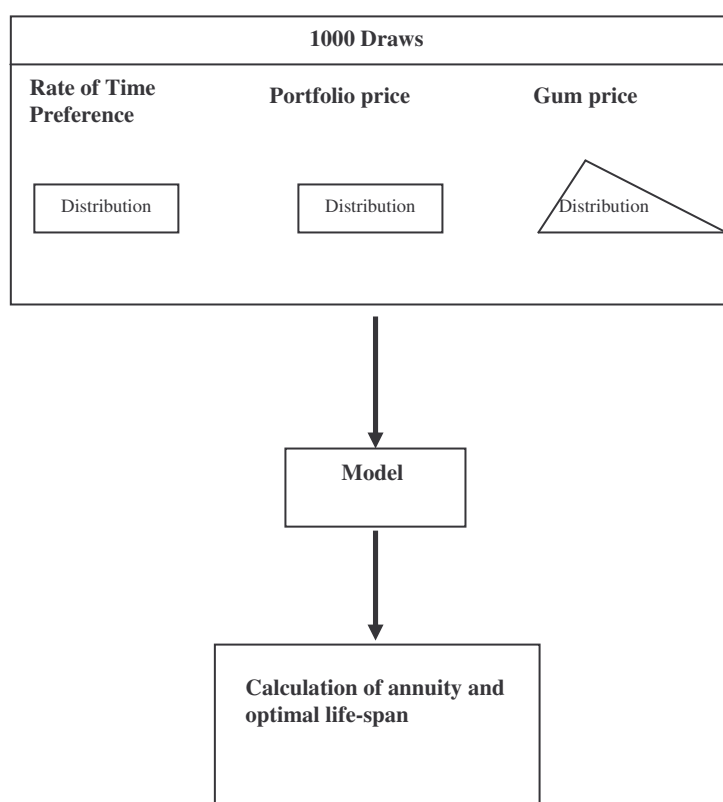 1000 Draws
Rate of Time
Preference
Portfolio price
Gum price
Distribution
Distribution
Distribution
Model
Calculation of annuity and
optimal life-span